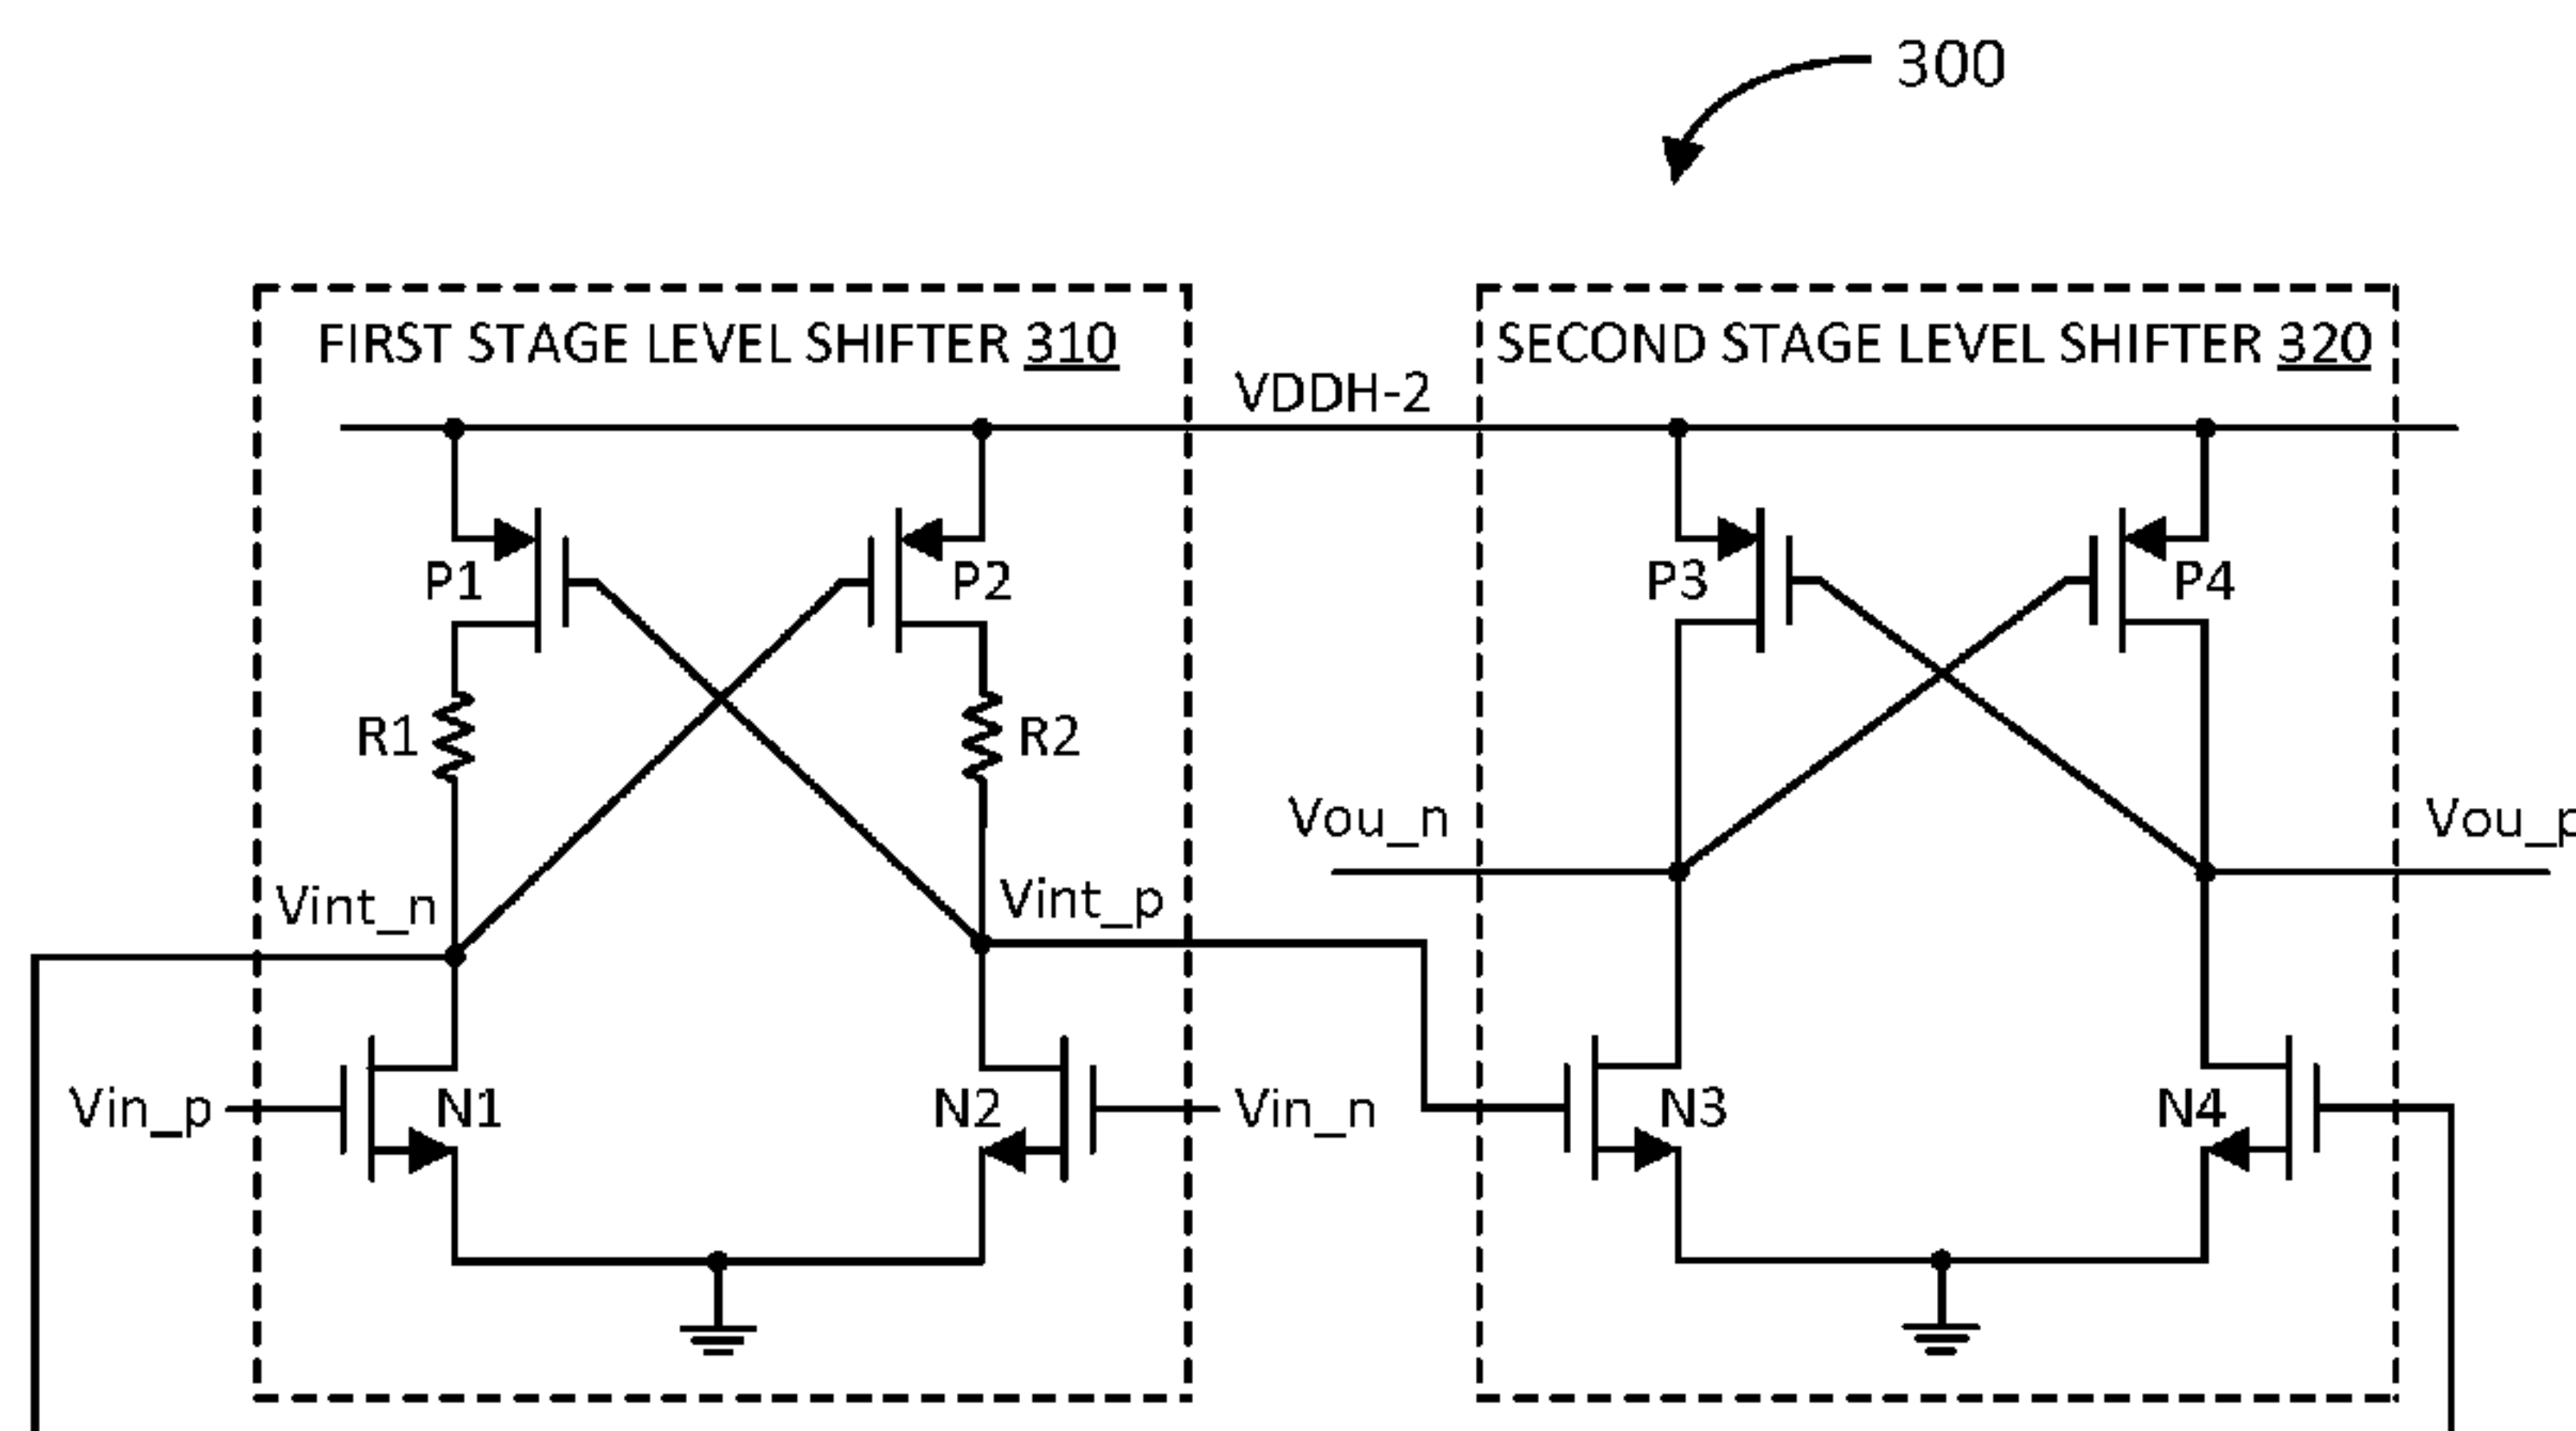 300
FIRST STAGE LEVEL SHIFTER 310
SECOND STAGE LEVEL SHIFTER 320
VDDH-2
P1
P2
P3
P4
R1
R2
Vou_n
Vou_p
Vint_n
Vint_p
Vin_p
N1
N2
Vin_n
N3
N4